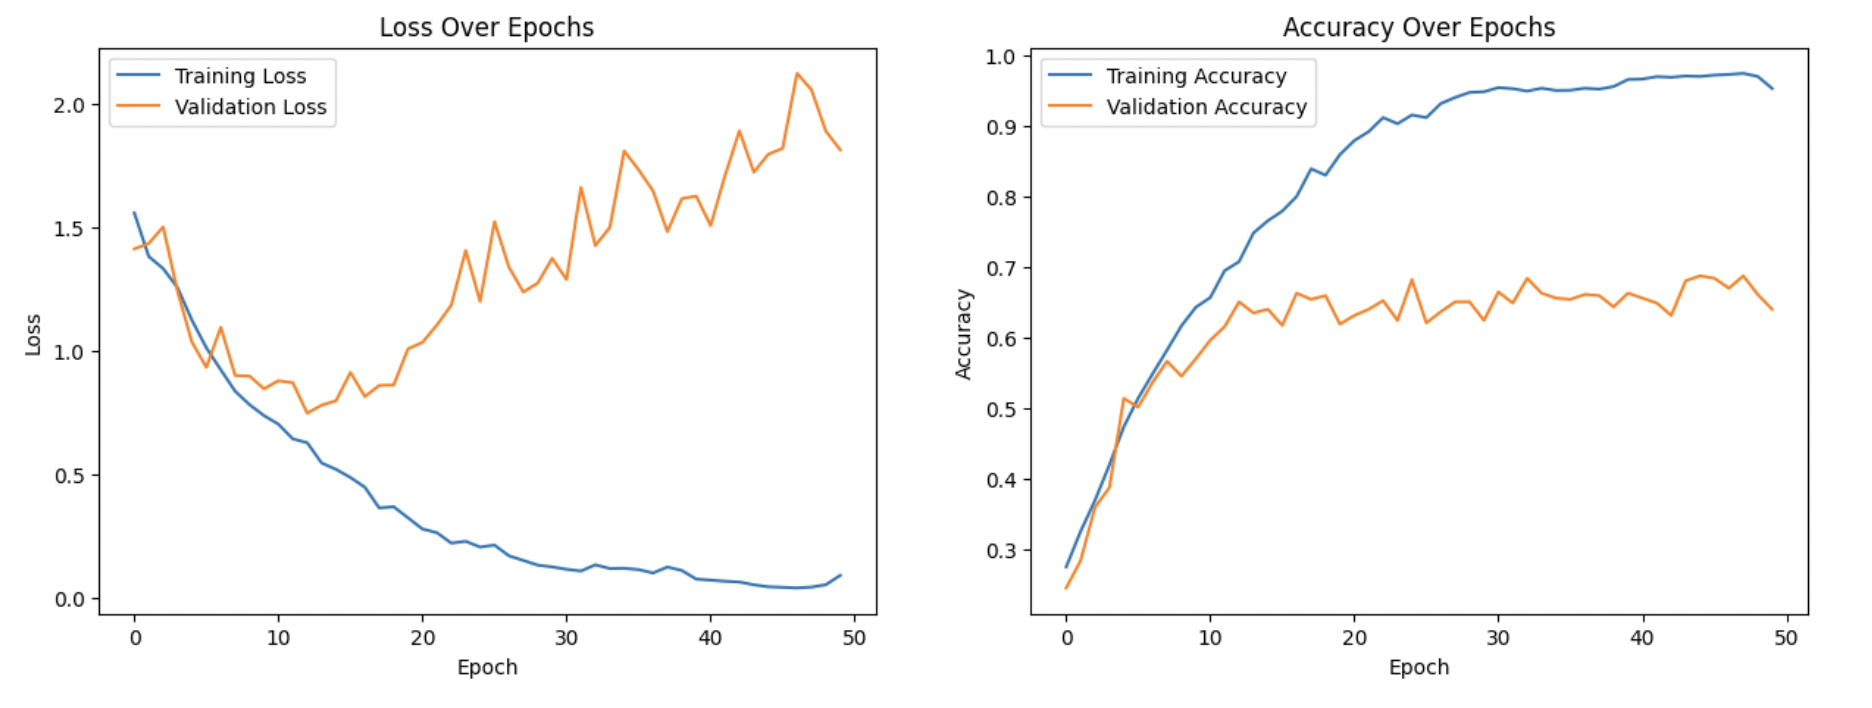 Loss Over Epochs
Training Loss
Validation Loss
2.0
1.5
1.0
0.5
0.0
Loss
0 10 20 30 40 50
Epoch
Accuracy Over Epochs
Training Accuracy
Validation Accuracy
1.0
0.9
0.8
0.7
0.6
0.5
0.4
0.3
Accuracy
0 10 20 30 40 50
Epoch